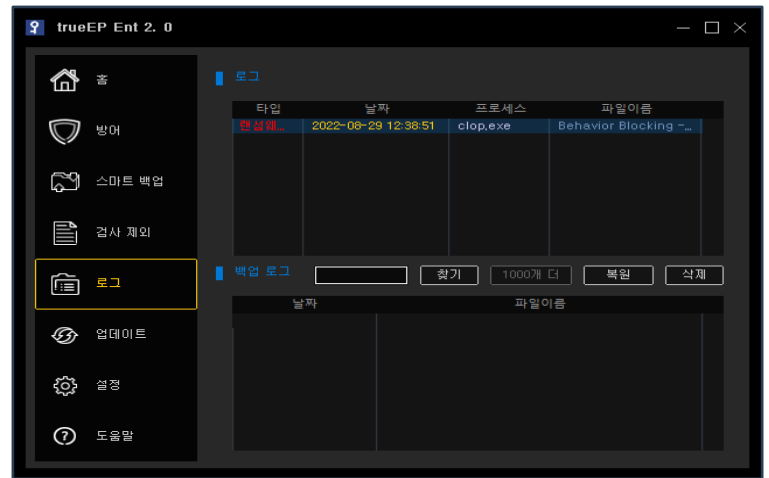 trueEP Ent 2. 0
홈
방어
스마트 백업
검사 제외
로그
업데이트
설정
도움말
로그
타입 날짜 프로세스 파일이름
랜섬웨... 2022-08-29 12:38:51 clop,exe Behavior Blocking -...
백업 로그 찾기 1000개 더 복원 삭제
날짜 파일이름